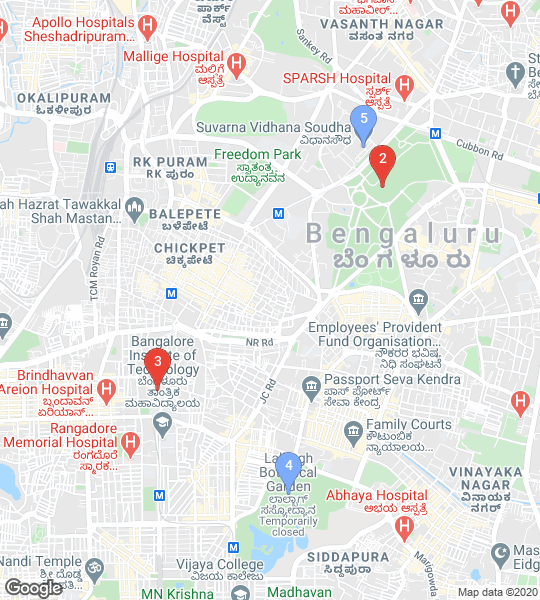 ಪಾರ್ಕ್
ವೆಸ್ಟ್
ಮಹಾವೀರ್...
VASANTH NAGAR
ವಸಂತ ನಗರ
Apollo Hospitals
Sheshadripuram...
Sankey Rd
Mallige Hospital
ಮಲ್ಲಿಗೆ
ಆಸ್ಪತ್ರೆ
SPARSH Hospital
ಸ್ಪರ್ಶ್
ಆಸ್ಪತ್ರೆ
OKALIPURAM
ಓಕಳೀಪುರ
5
Suvarna Vidhana Soudha
ವಿಧಾನಸೌಧ
Cubbon Rd
Freedom Park
ಸ್ವಾತಂತ್ರ್ಯ
ಉದ್ಯಾನವನ
2
RK PURAM
RK ಪುರಂ
ah Hazrat Tawakkal
Shah Mastan...
BALEPETE
ಬಳೆಪೇಟೆ
CHICKPET
ಚಿಕ್ಕಪೇಟೆ
Bengaluru
ಬೆಂಗಳೂರು
TCM Royan Rd
NR Rd
Employees' Provident
Fund Organisation...
ನೌಕರರ ಭವಿಷ್ಯ
ನಿಧಿ ಸಂಘಟನೆ
Bangalore
Institute of
Technology
ಬೆಂಗಳೂರು
ತಾಂತ್ರಿಕ
ಮಹಾವಿದ್ಯಾಲಯ
3
Brindhavvan
Areion Hospital
ಬೃಂದಾವನ್
ಏರಿಯಾನ್...
JC Rd
Passport Seva Kendra
ಪಾಸ್ ಪೋರ್ಟ್
ಸೇವಾ ಕೇಂದ್ರ
Rangadore
Memorial Hospital
ರಂಗದೊರೆ
ಸ್ಮಾರಕ...
Family Courts
ಕೌಟುಂಬಿಕ
ನ್ಯಾಯಾಲಯ...
4
Lalbagh
Botanical
Garden
ಲಾಲ್ಬಾಗ್
ಸಸ್ಯೋದ್ಯಾನ
Temporarily
closed
VINAYAKA
NAGAR
ವಿನಾಯಕ
ನಗರ್
Abhaya Hospital
ಅಭಯ ಆಸ್ಪತ್ರೆ
Nandi Temple
ಶ್ರೀ ದೊಡ್ಡ
Vijaya College
ವಿಜಯ ಕಾಲೇಜು
SIDDAPURA
ಸಿದ್ದಪುರಾ
Marigowda
Mas
Eidg
MN Krishna
Madhavan
Google
Map data ©2020